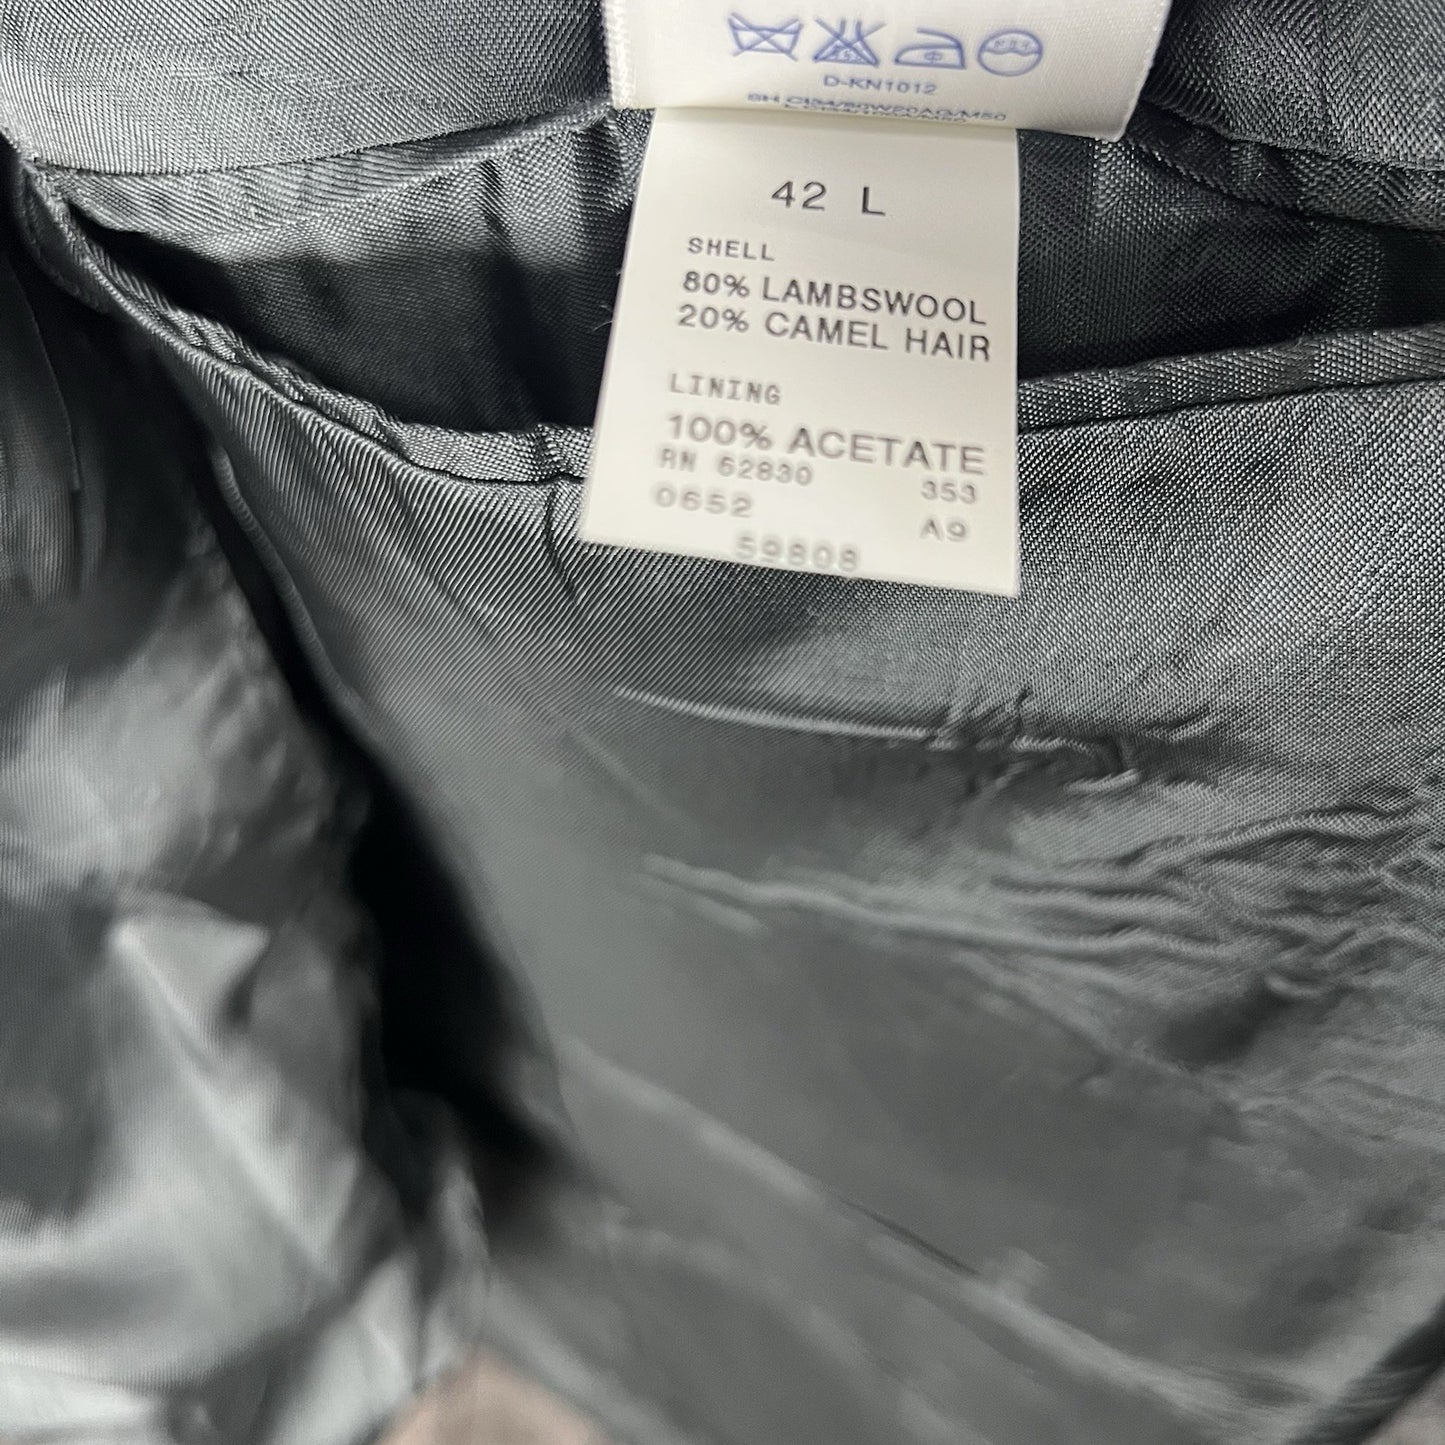 D-KN1012
42 L
SHELL
80% LAMBSWOOL
20% CAMEL HAIR
LINING
100% ACETATE
RN 62830 353
0652 A9
59808